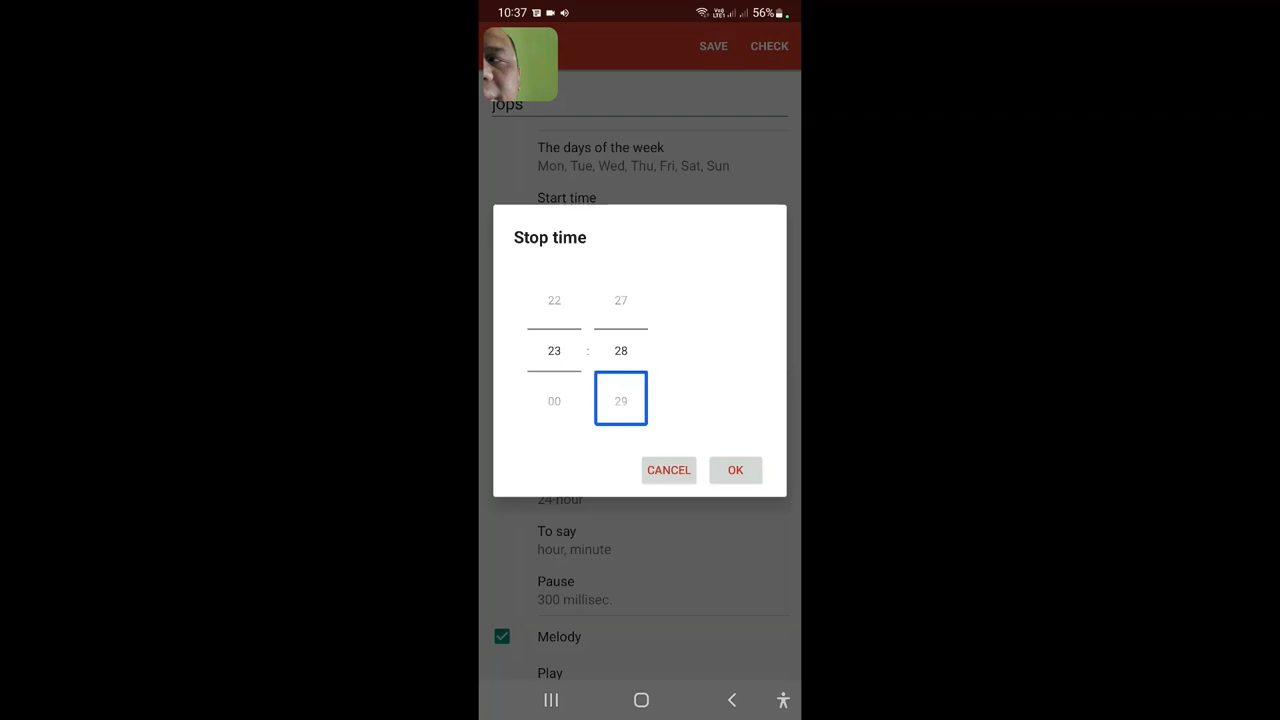 10:37 56%
SAVE CHECK
jops
The days of the week
Mon, Tue, Wed, Thu, Fri, Sat, Sun
Start time
Stop time
22 27
23 : 28
00 29
CANCEL OK
24 hour
To say
hour, minute
Pause
300 millisec.
Melody
Play